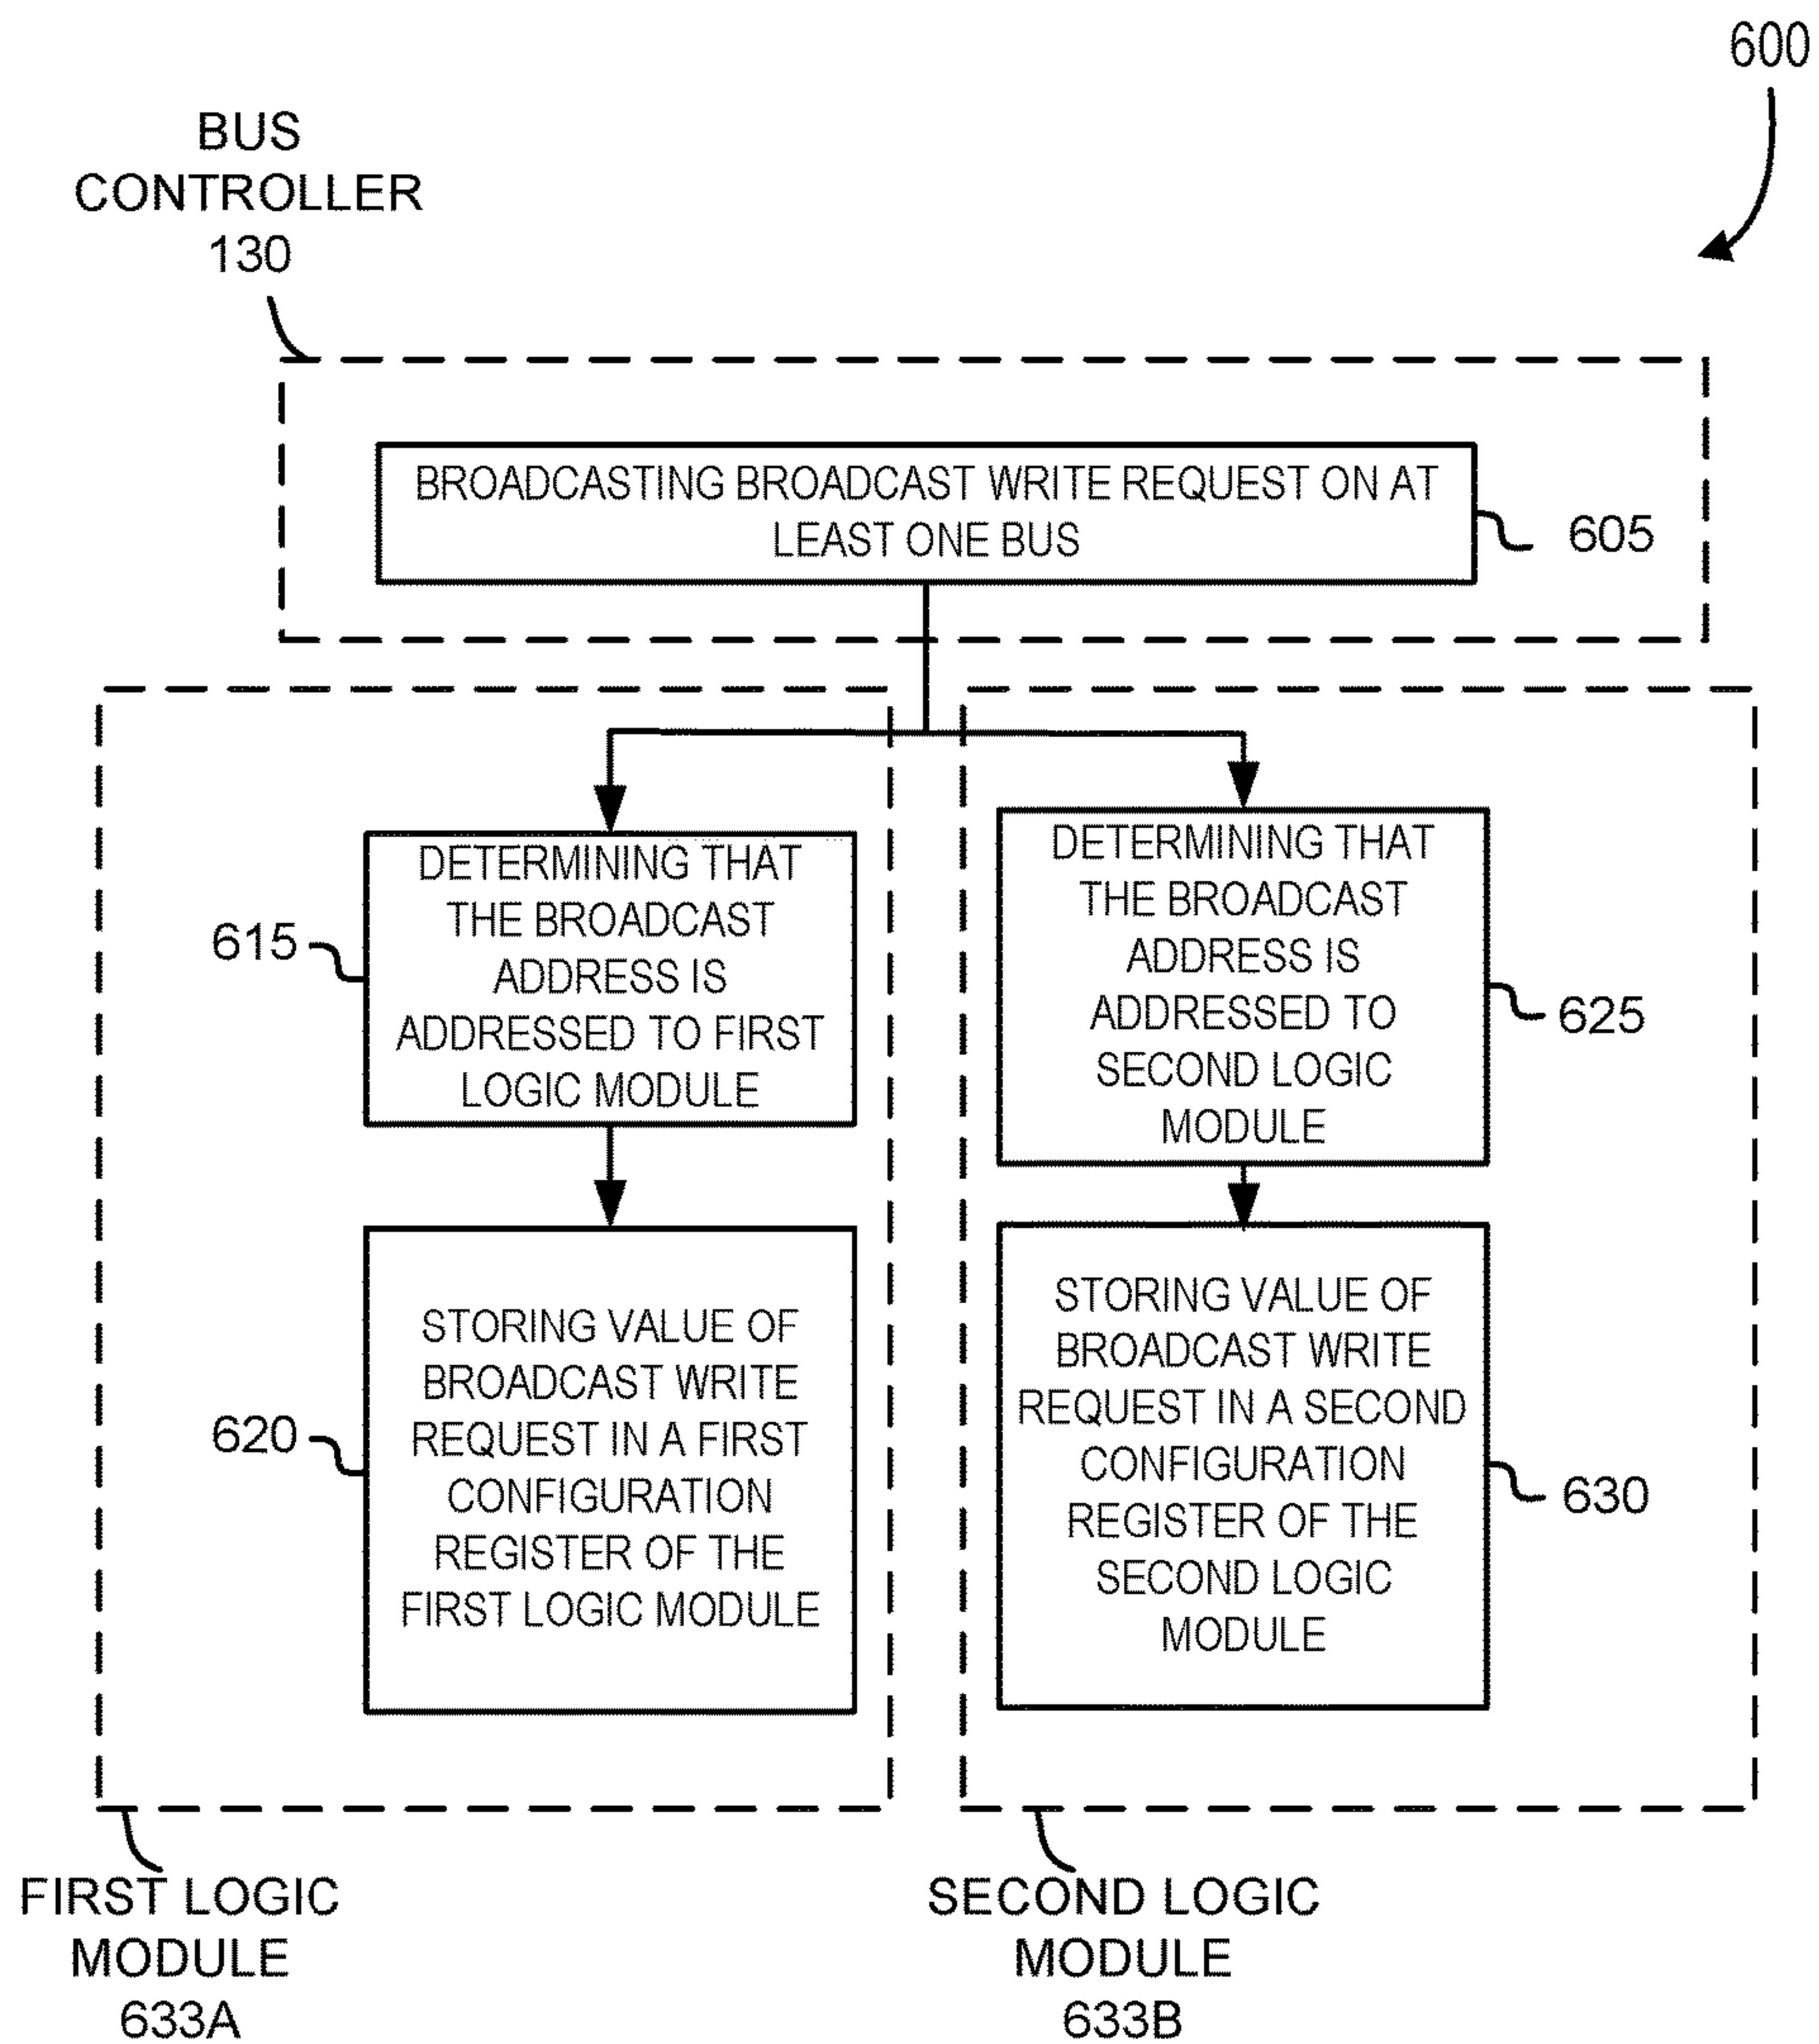 600
BUS
CONTROLLER
130
BROADCASTING BROADCAST WRITE REQUEST ON AT
LEAST ONE BUS
605
DETERMINING THAT
THE BROADCAST
ADDRESS IS
ADDRESSED TO FIRST
LOGIC MODULE
615
DETERMINING THAT
THE BROADCAST
ADDRESS IS
ADDRESSED TO
SECOND LOGIC
MODULE
625
STORING VALUE OF
BROADCAST WRITE
REQUEST IN A FIRST
CONFIGURATION
REGISTER OF THE
FIRST LOGIC MODULE
620
STORING VALUE OF
BROADCAST WRITE
REQUEST IN A SECOND
CONFIGURATION
REGISTER OF THE
SECOND LOGIC
MODULE
630
FIRST LOGIC
MODULE
633A
SECOND LOGIC
MODULE
633B